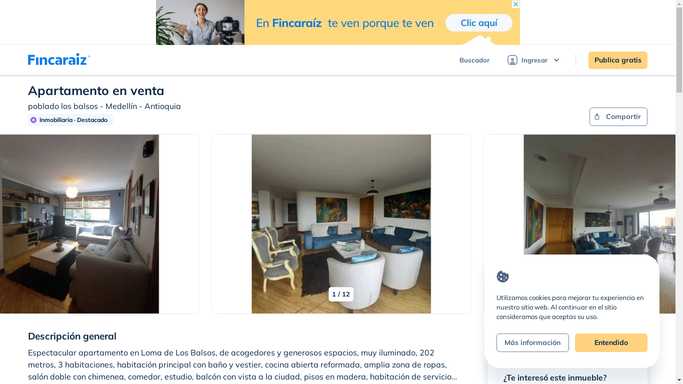 En Fincaraíz te ven porque te ven
Clic aquí
Fincaraiz
Buscador
Ingresar
Publica gratis
Apartamento en venta
poblado los balsos - Medellín - Antioquia
Inmobiliaria · Destacado
Compartir
1 / 12
Utilizamos cookies para mejorar tu experiencia en
nuestro sitio web. Al continuar en el sitio
consideramos que aceptas su uso.
Más información
Entendido
Descripción general
Espectacular apartamento en Loma de Los Balsos, de acogedores y generosos espacios, muy iluminado, 202
metros, 3 habitaciones, habitación principal con baño y vestier, cocina abierta reformada, amplia zona de ropas,
salón doble con chimenea, comedor, estudio, balcón con vista a la ciudad, pisos en madera, habitación de servicio...
¿Te interesó este inmueble?